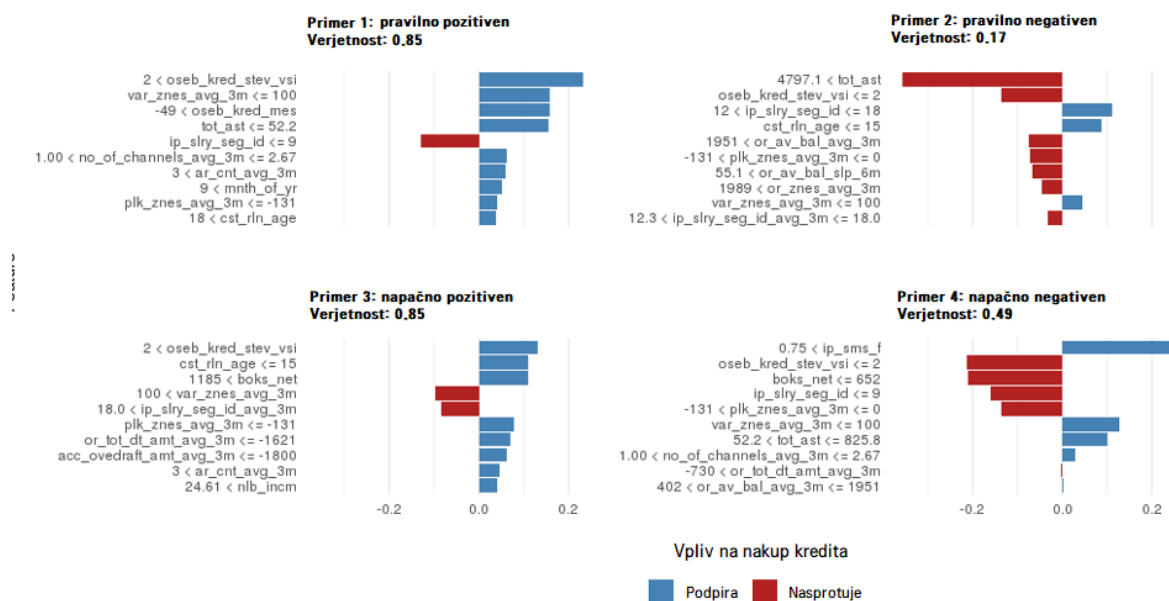 Primer 1: pravilno pozitiven
Verjetnost: 0.85
2 < oseb_kred_stev_vsi
var_znes_avg_3m <= 100
-49 < oseb_kred_mes
tot_ast <= 52.2
ip_slry_seg_id <= 9
1.00 < no_of_channels_avg_3m <= 2.67
3 < ar_cnt_avg_3m
9 < mnth_of_yr
plk_znes_avg_3m <= -131
18 < cst_rln_age
Primer 2: pravilno negativen
Verjetnost: 0.17
4797.1 < tot_ast
oseb_kred_stev_vsi <= 2
12 < ip_slry_seg_id <= 18
cst_rln_age <= 15
1951 < or_av_bal_avg_3m
-131 < plk_znes_avg_3m <= 0
55.1 < or_av_bal_slp_6m
1989 < or_znes_avg_3m
var_znes_avg_3m <= 100
12.3 < ip_slry_seg_id_avg_3m <= 18.0
Primer 3: napačno pozitiven
Verjetnost: 0.85
2 < oseb_kred_stev_vsi
cst_rln_age <= 15
1185 < boks_net
100 < var_znes_avg_3m
18.0 < ip_slry_seg_id_avg_3m
plk_znes_avg_3m <= -131
or_tot_dt_amt_avg_3m <= -1621
acc_ovedraft_amt_avg_3m <= -1800
3 < ar_cnt_avg_3m
24.61 < nlb_incm
-0.2 0.0 0.2
Primer 4: napačno negativen
Verjetnost: 0.49
0.75 < ip_sms_f
oseb_kred_stev_vsi <= 2
boks_net <= 652
ip_slry_seg_id <= 9
-131 < plk_znes_avg_3m <= 0
var_znes_avg_3m <= 100
52.2 < tot_ast <= 825.8
1.00 < no_of_channels_avg_3m <= 2.67
-730 < or_tot_dt_amt_avg_3m
402 < or_av_bal_avg_3m <= 1951
-0.2 0.0 0.2
Vpliv na nakup kredita
Podpira Nasprotuje